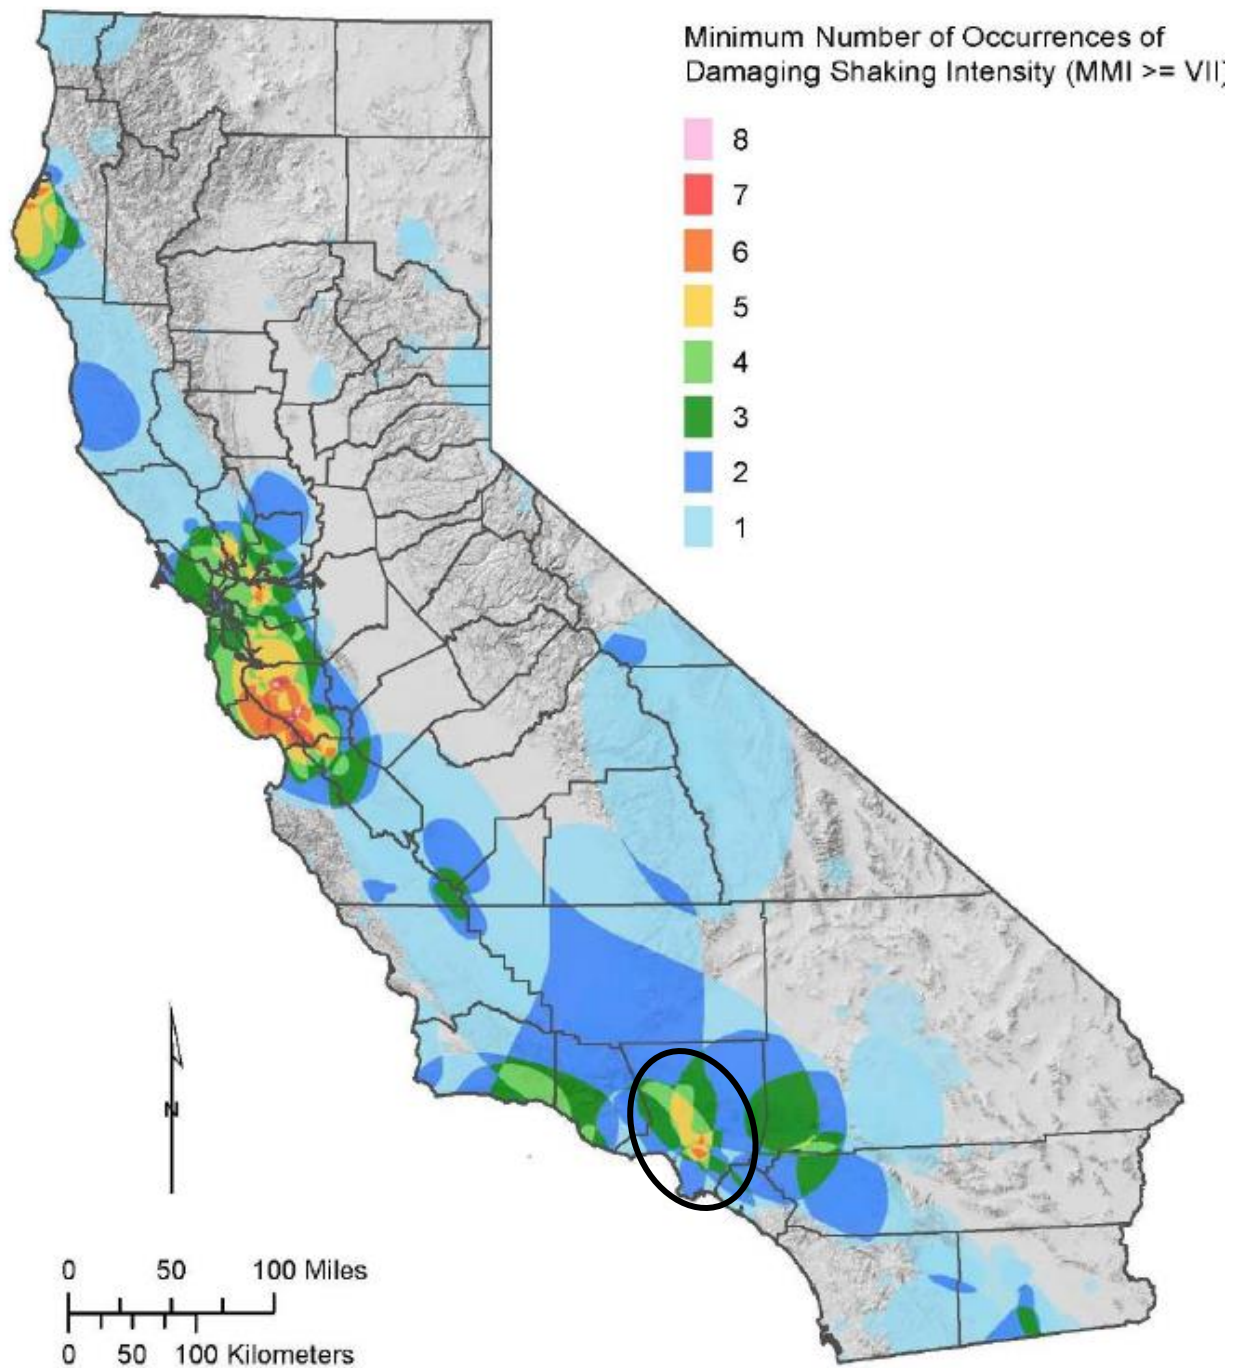 Minimum Number of Occurrences of
Damaging Shaking Intensity (MMI >= VII)
8
7
6
5
4
3
2
1
N
0 50 100 Miles
0 50 100 Kilometers